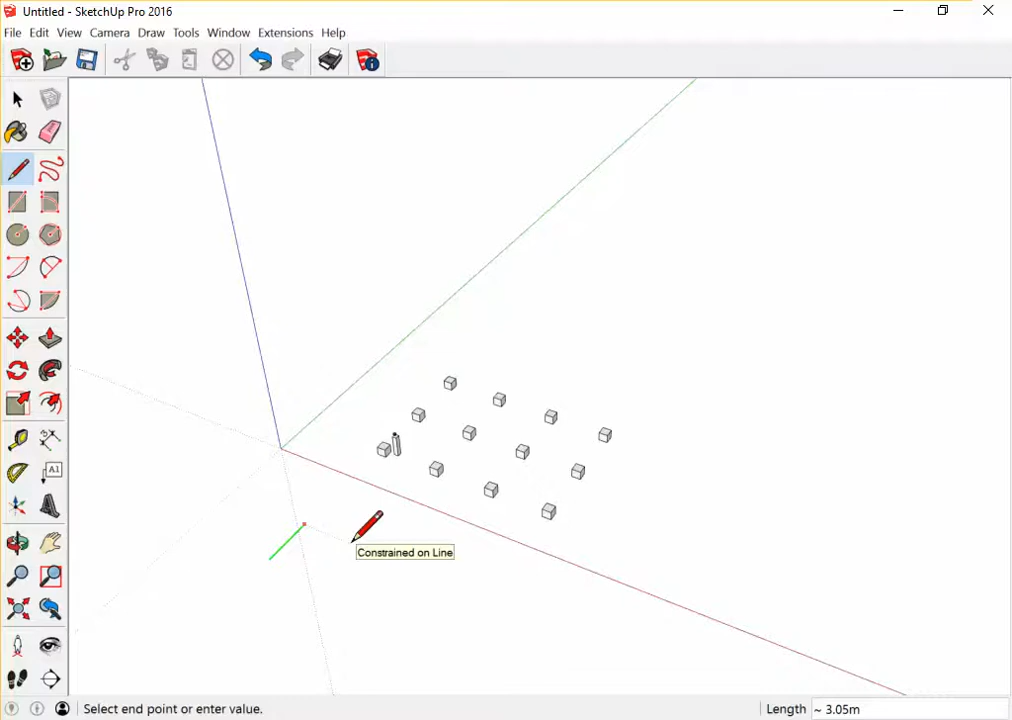 Untitled - SketchUp Pro 2016
File Edit View Camera Draw Tools Window Extensions Help
A1
Constrained on Line
Select end point or enter value.
Length ~ 3.05m